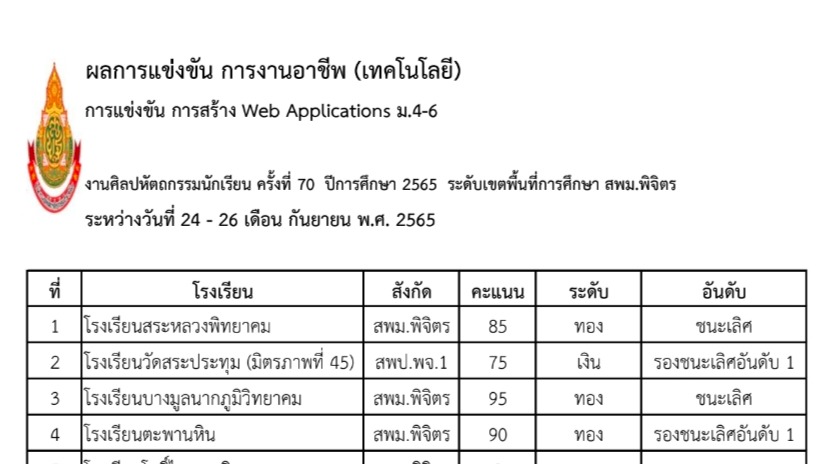 ผลการแข่งขัน การงานอาชีพ (เทคโนโลยี)
การแข่งขัน การสร้าง Web Applications ม.4-6
งานศิลปหัตถกรรมนักเรียน ครั้งที่ 70 ปีการศึกษา 2565 ระดับเขตพื้นที่การศึกษา สพม.พิจิตร
ระหว่างวันที่ 24 - 26 เดือน กันยายน พ.ศ. 2565
ที่ โรงเรียน สังกัด คะแนน ระดับ อันดับ
1 โรงเรียนสระหลวงพิทยาคม สพม.พิจิตร 85 ทอง ชนะเลิศ
2 โรงเรียนวัดสระประทุม (มิตรภาพที่ 45) สพป.พจ.1 75 เงิน รองชนะเลิศอันดับ 1
3 โรงเรียนบางมูลนากภูมิวิทยาคม สพม.พิจิตร 95 ทอง ชนะเลิศ
4 โรงเรียนตะพานหิน สพม.พิจิตร 90 ทอง รองชนะเลิศอันดับ 1